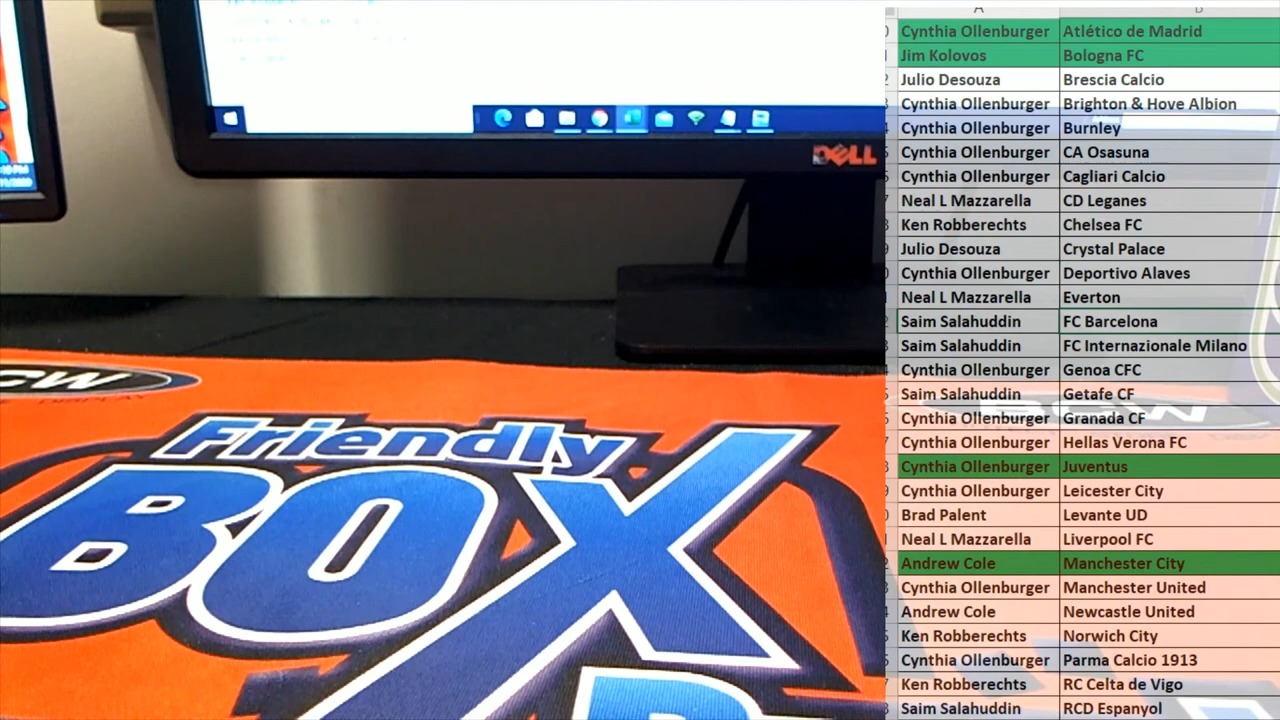 DELL
CW
Friendly
BOX
A
Cynthia Ollenburger Atlético de Madrid
Jim Kolovos Bologna FC
Julio Desouza Brescia Calcio
Cynthia Ollenburger Brighton & Hove Albion
Cynthia Ollenburger Burnley
Cynthia Ollenburger CA Osasuna
Cynthia Ollenburger Cagliari Calcio
Neal L Mazzarella CD Leganes
Ken Robberechts Chelsea FC
Julio Desouza Crystal Palace
Cynthia Ollenburger Deportivo Alaves
Neal L Mazzarella Everton
Saim Salahuddin FC Barcelona
Saim Salahuddin FC Internazionale Milano
Cynthia Ollenburger Genoa CFC
Saim Salahuddin Getafe CF
Cynthia Ollenburger Granada CF
Cynthia Ollenburger Hellas Verona FC
Cynthia Ollenburger Juventus
Cynthia Ollenburger Leicester City
Brad Palent Levante UD
Neal L Mazzarella Liverpool FC
Andrew Cole Manchester City
Cynthia Ollenburger Manchester United
Andrew Cole Newcastle United
Ken Robberechts Norwich City
Cynthia Ollenburger Parma Calcio 1913
Ken Robberechts RC Celta de Vigo
Saim Salahuddin RCD Espanyol